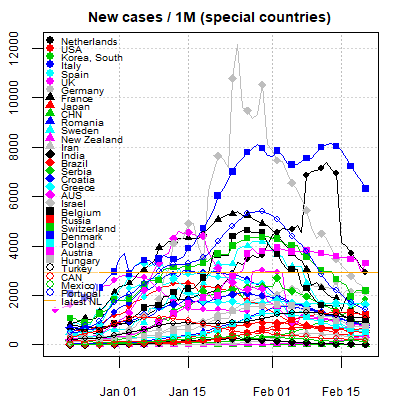 New cases / 1M (special countries)
12000
10000
8000
6000
4000
2000
0
Netherlands
USA
Korea, South
Italy
Spain
UK
Germany
France
Japan
CHN
Romania
Sweden
New Zealand
Iran
India
Brazil
Serbia
Croatia
Greece
AUS
Israel
Belgium
Russia
Switzerland
Denmark
Poland
Austria
Hungary
Turkey
CAN
Mexico
Portugal
latest NL
Jan 01
Jan 15
Feb 01
Feb 15